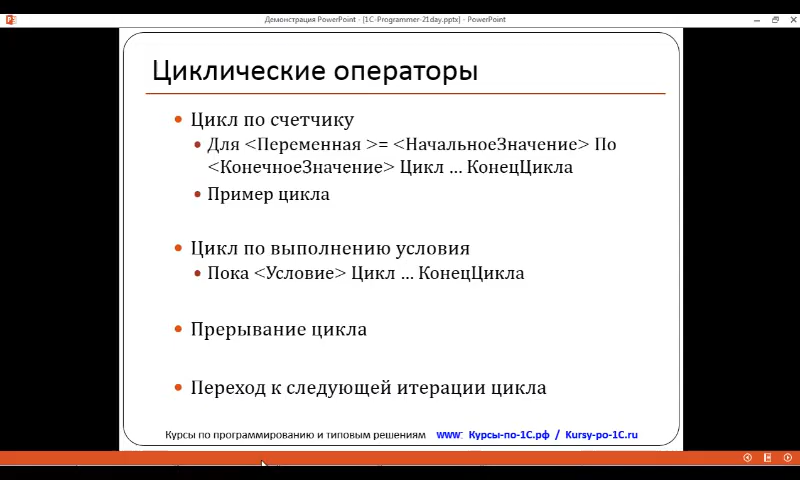 Демонстрация PowerPoint - [1C-Programmer-21day.pptx] - PowerPoint
Циклические операторы
Цикл по счетчику
Для <Переменная >= <НачальноеЗначение> По
<КонечноеЗначение> Цикл ... КонецЦикла
Пример цикла
Цикл по выполнению условия
Пока <Условие> Цикл ... КонецЦикла
Прерывание цикла
Переход к следующей итерации цикла
Курсы по программированию и типовым решениям www: Курсы-по-1С.рф / Kursy-po-1C.ru